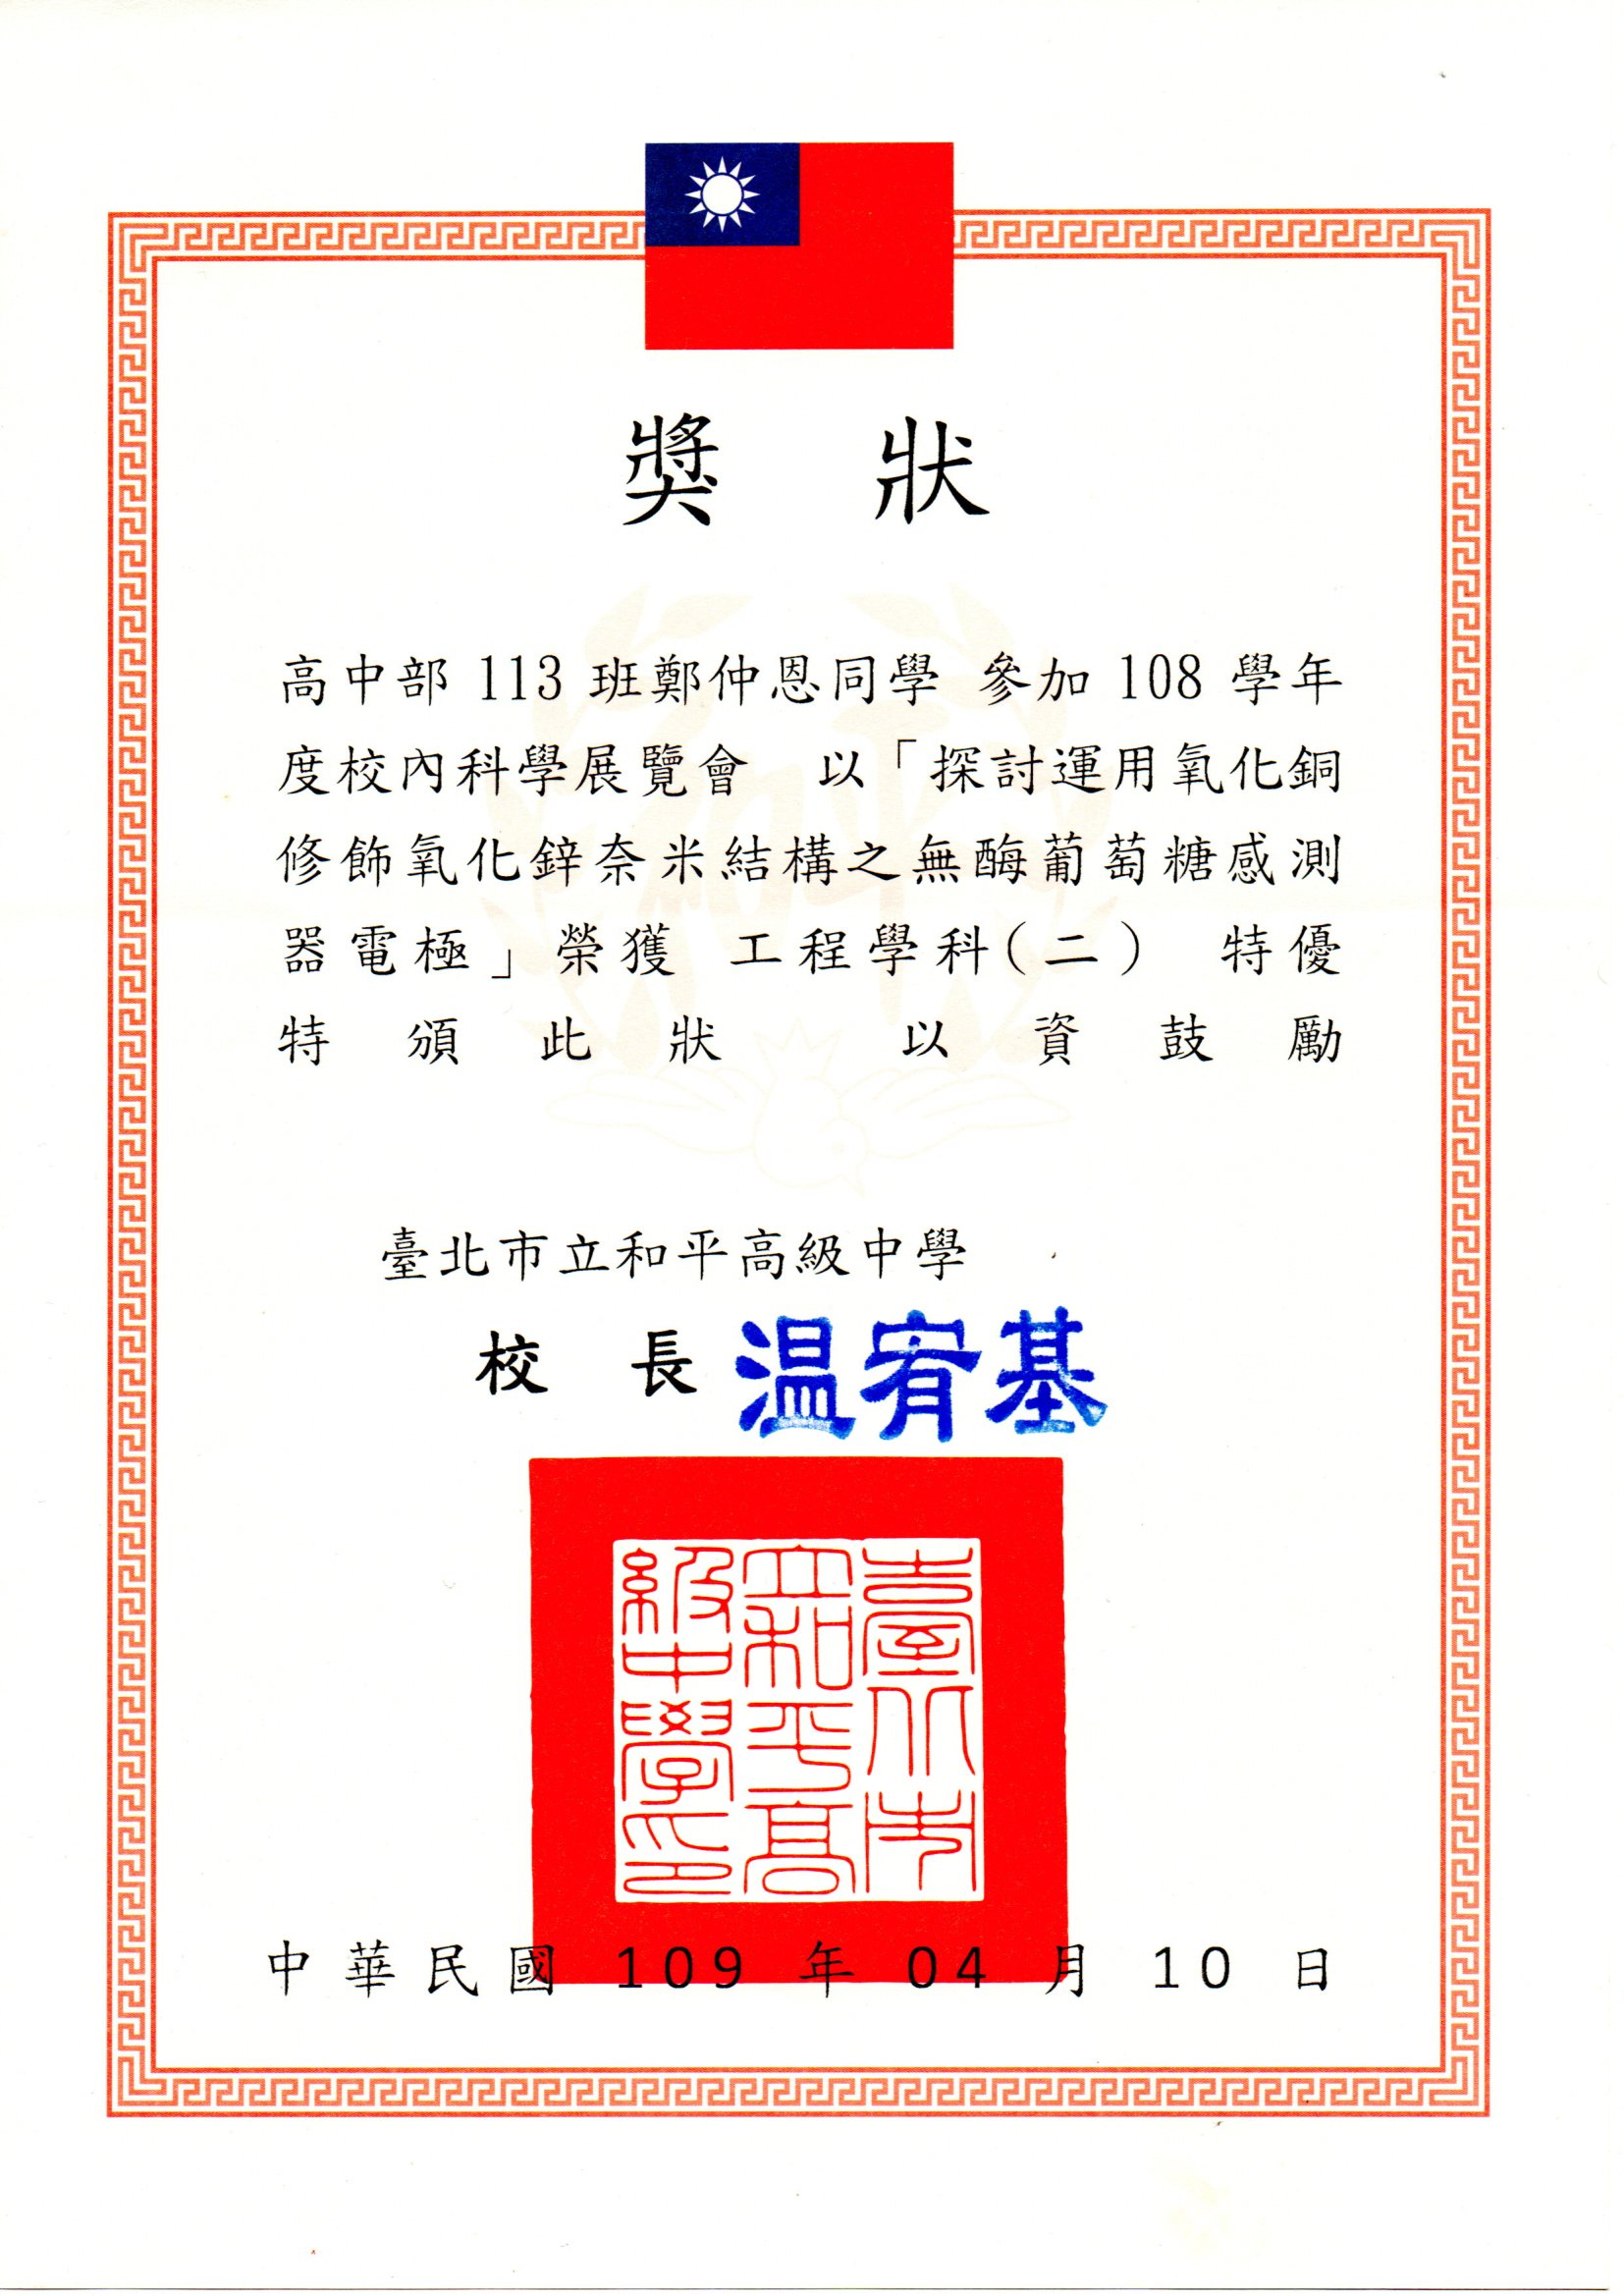 獎狀
高中部 113 班鄭仲恩同學 參加 108 學年
度校內科學展覽會 以「探討運用氧化銅
修飾氧化鋅奈米結構之無酶葡萄糖感測
器電極」榮獲 工程學科(二) 特優
特頒此狀 以資鼓勵
臺北市立和平高級中學
校長 温宥基
臺北市立和平高級中學印
中華民國 109 年 04 月 10 日